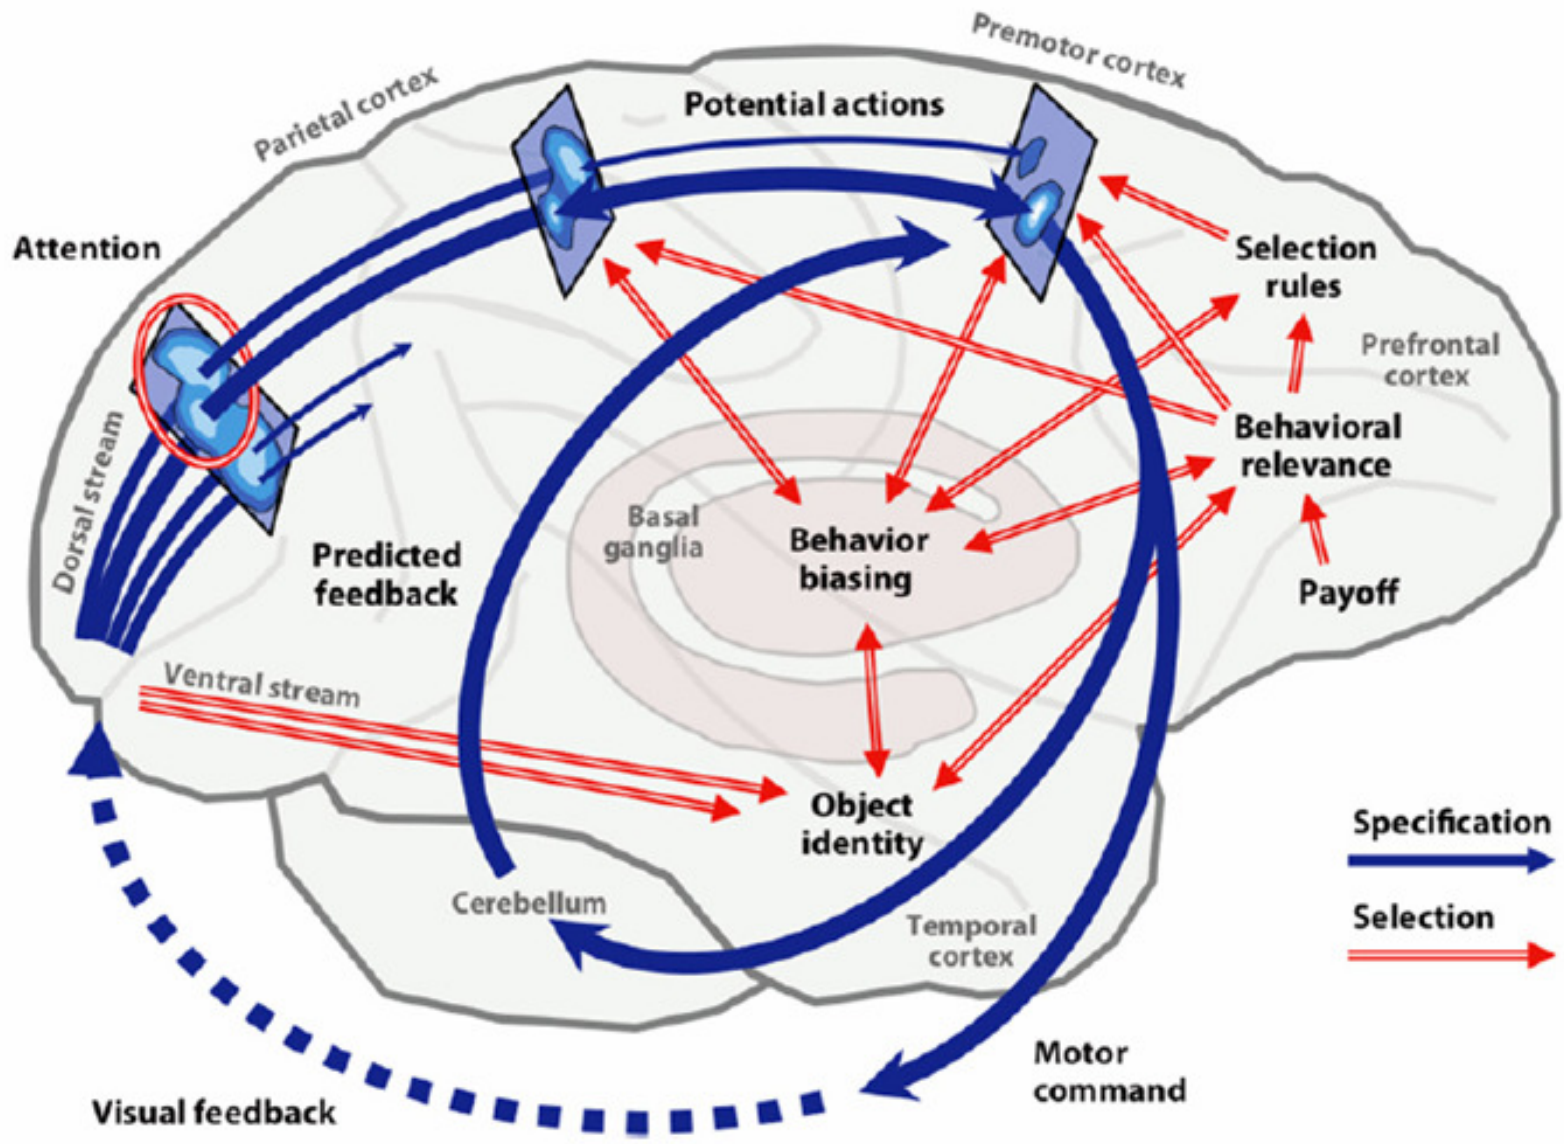 Premotor cortex
Parietal cortex
Potential actions
Attention
Selection
rules
Prefrontal
cortex
Dorsal stream
Behavioral
relevance
Basal
ganglia
Behavior
biasing
Predicted
feedback
Payoff
Ventral stream
Object
identity
Specification
Cerebellum
Selection
Temporal
cortex
Motor
command
Visual feedback